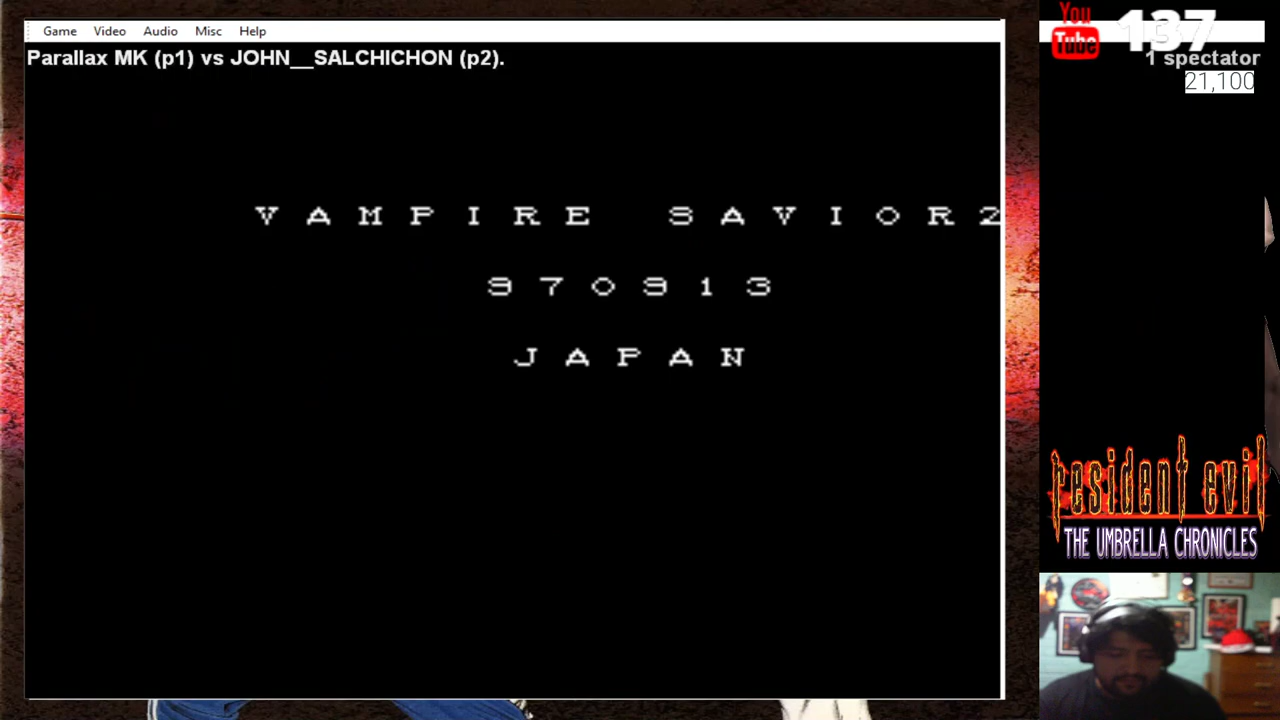 Game Video Audio Misc Help
Parallax MK (p1) vs JOHN__SALCHICHON (p2).
VAMPIRE SAVIOR2
970913
JAPAN
You
Tube
137
1 spectator
21,100
resident evil
THE UMBRELLA CHRONICLES